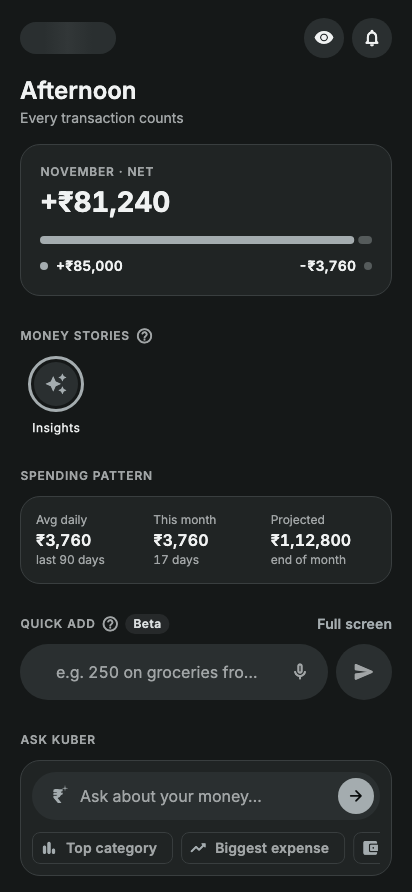 Afternoon
Every transaction counts
NOVEMBER · NET
+₹81,240
+₹85,000 -₹3,760
MONEY STORIES ?
Insights
SPENDING PATTERN
Avg daily This month Projected
₹3,760 ₹3,760 ₹1,12,800
last 90 days 17 days end of month
QUICK ADD ? Beta Full screen
e.g. 250 on groceries fro...
ASK KUBER
₹ Ask about your money...
Top category Biggest expense